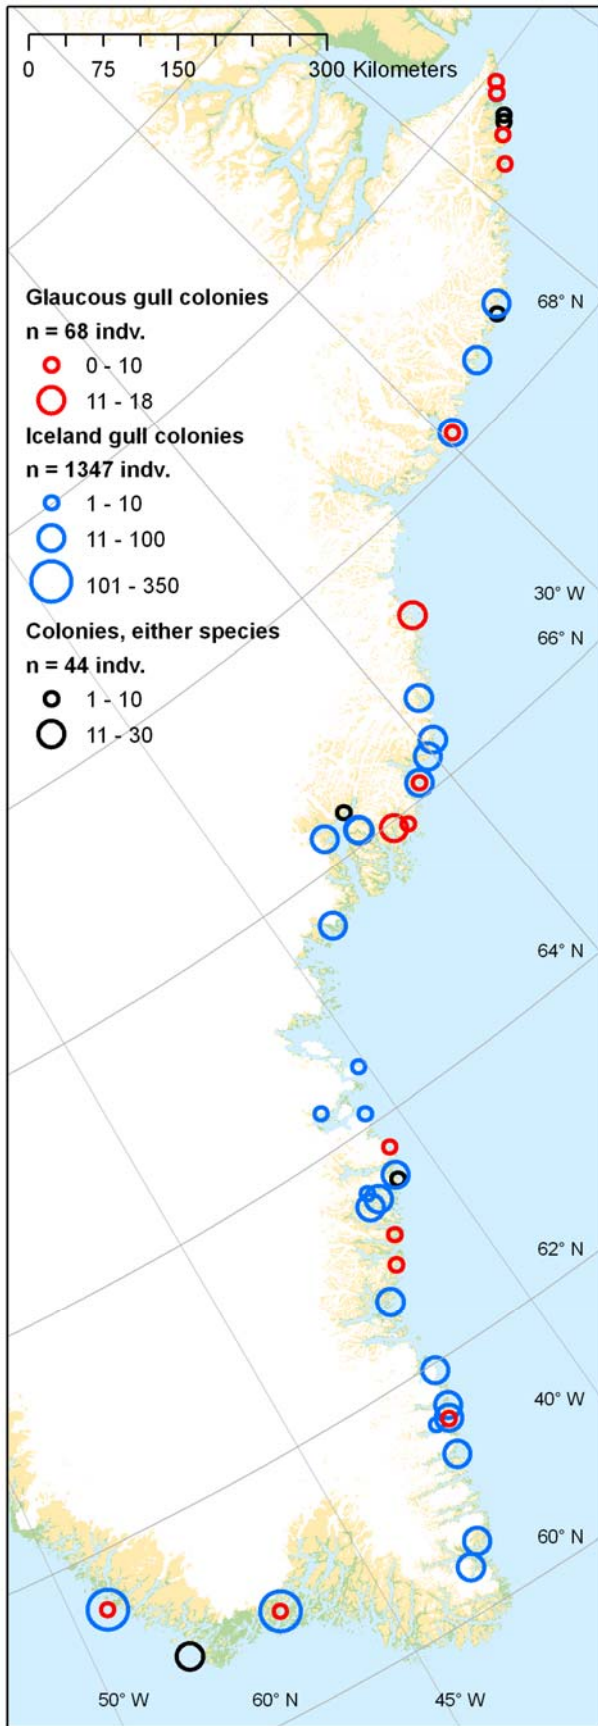 0 75 150 300 Kilometers
Glaucous gull colonies
n = 68 indv.
0 - 10
11 - 18
Iceland gull colonies
n = 1347 indv.
1 - 10
11 - 100
101 - 350
Colonies, either species
n = 44 indv.
1 - 10
11 - 30
68° N
30° W
66° N
64° N
62° N
40° W
60° N
50° W 60° N 45° W